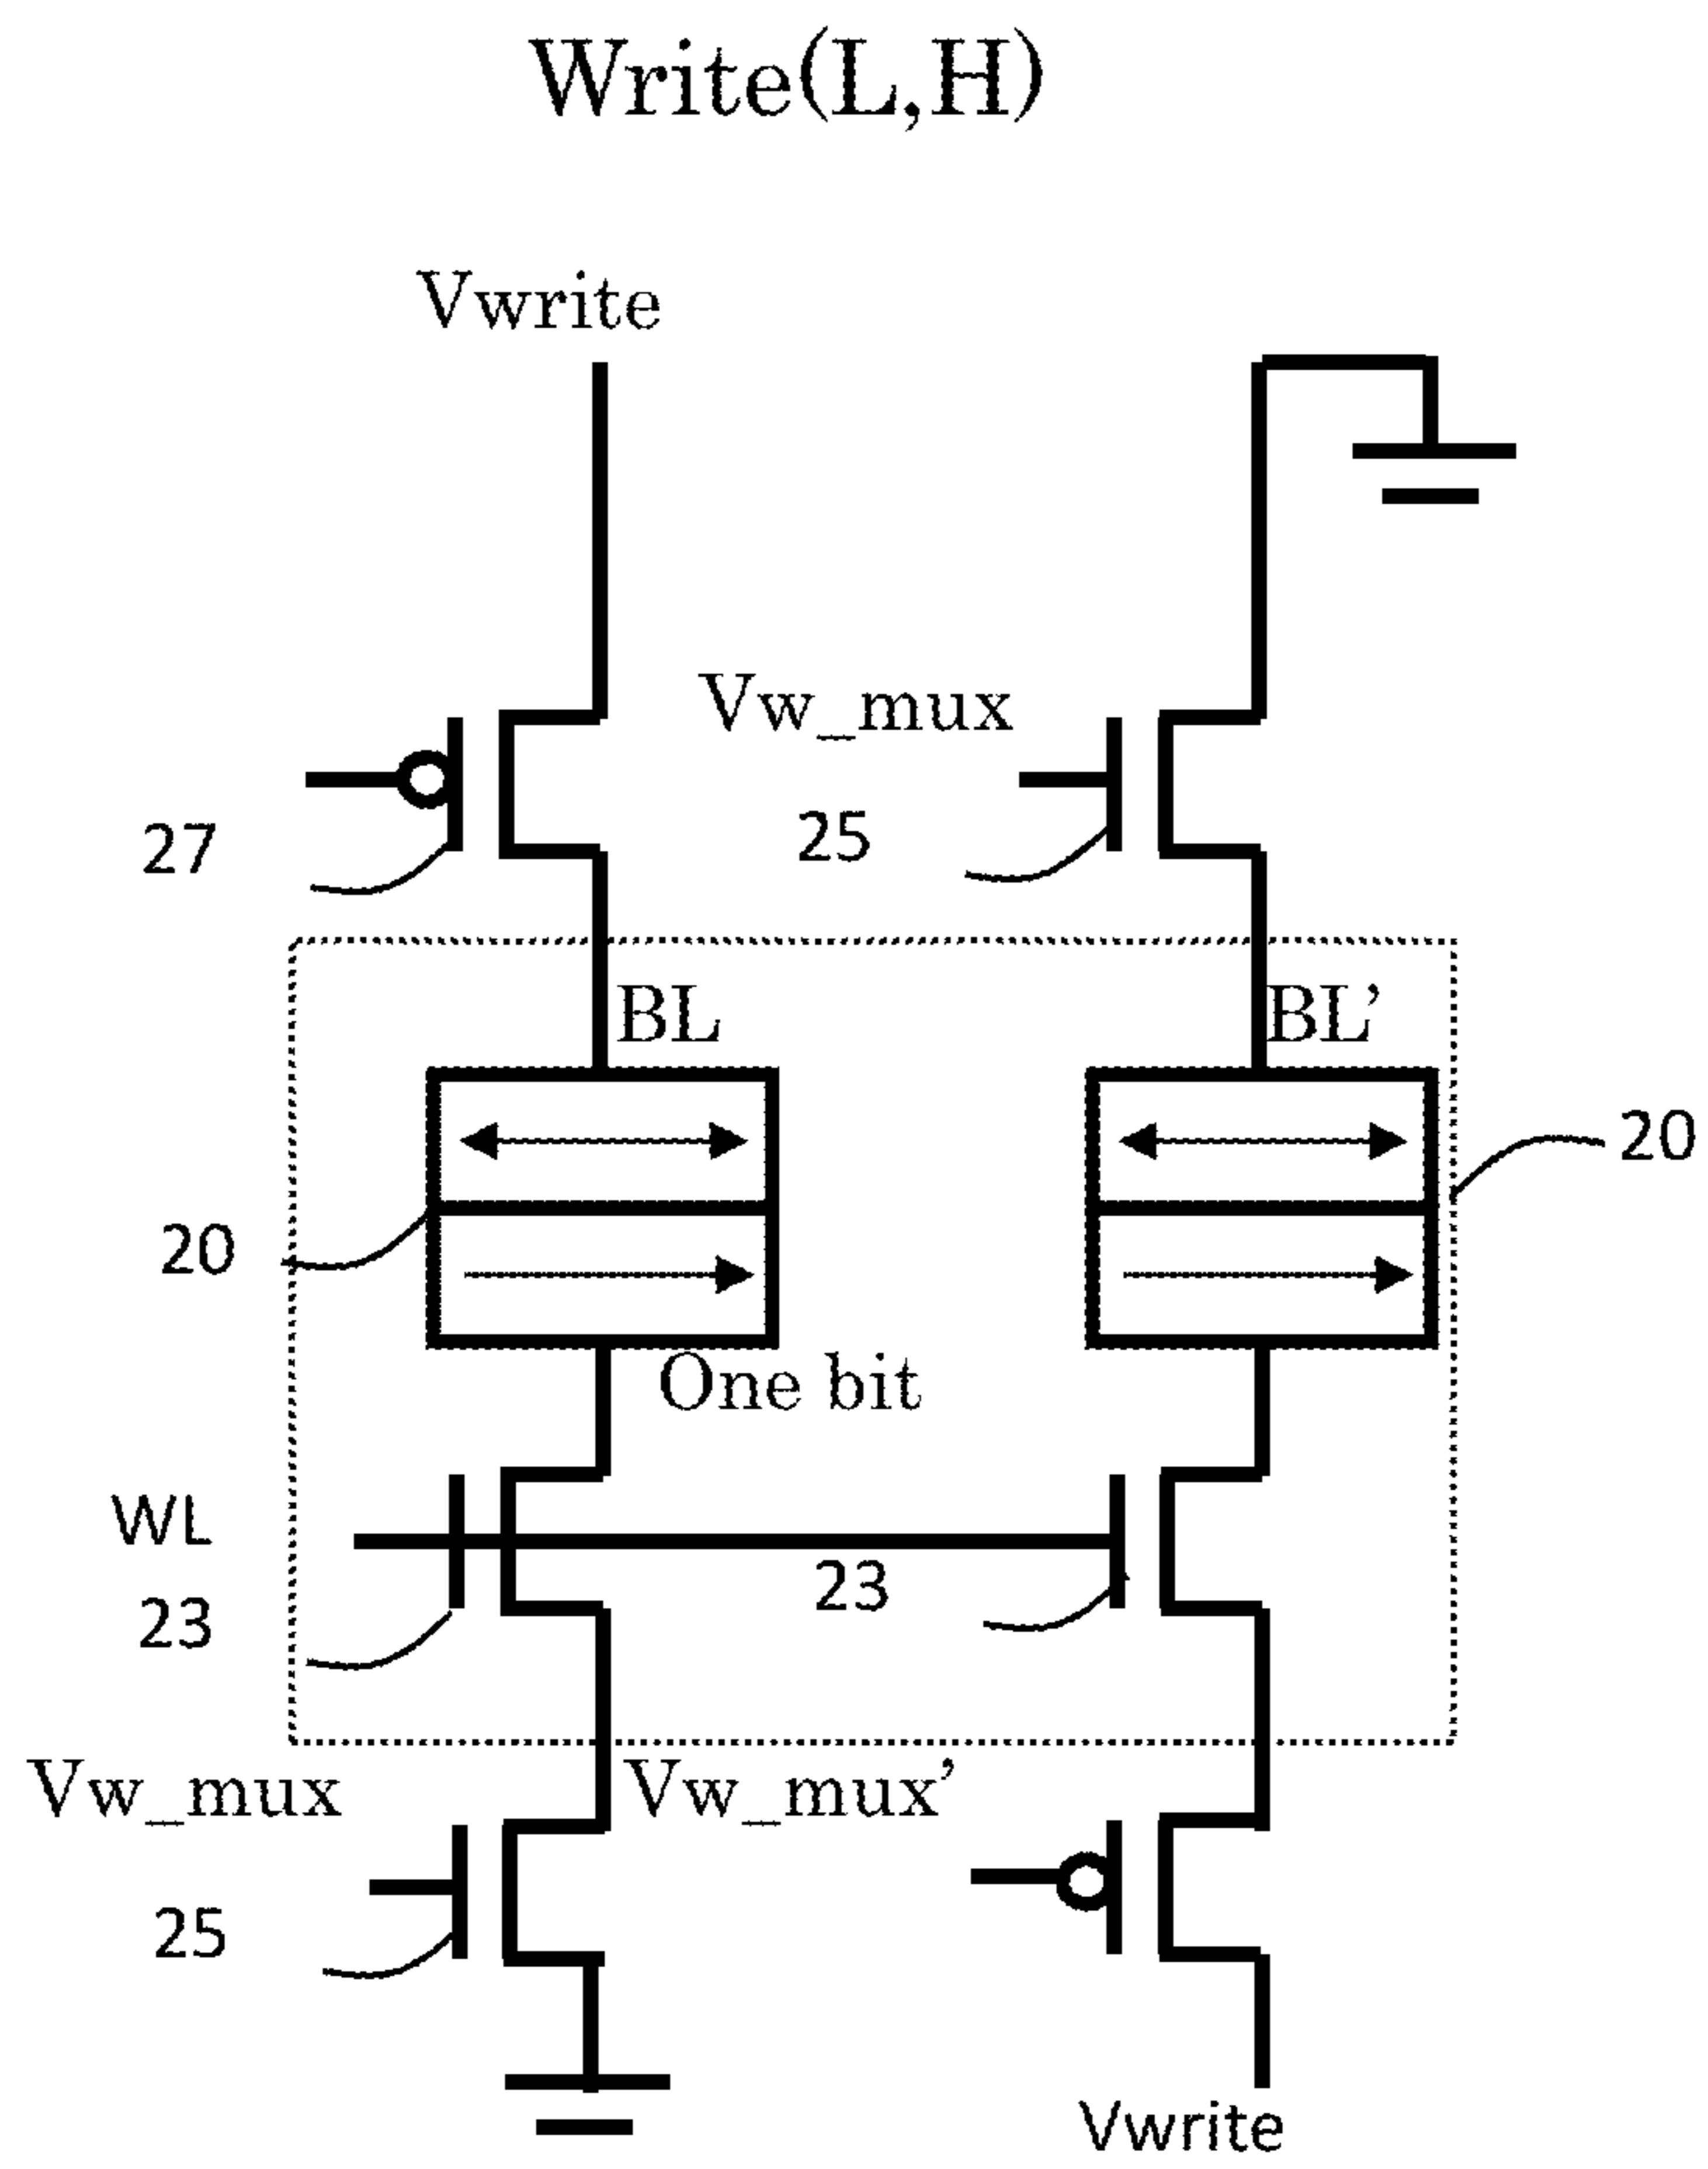 Write(L,H)
Vwrite
Vw_mux
27
25
BL
BL’
20
20
One bit
WL
23
23
Vw_mux
Vw_mux’
25
Vwrite